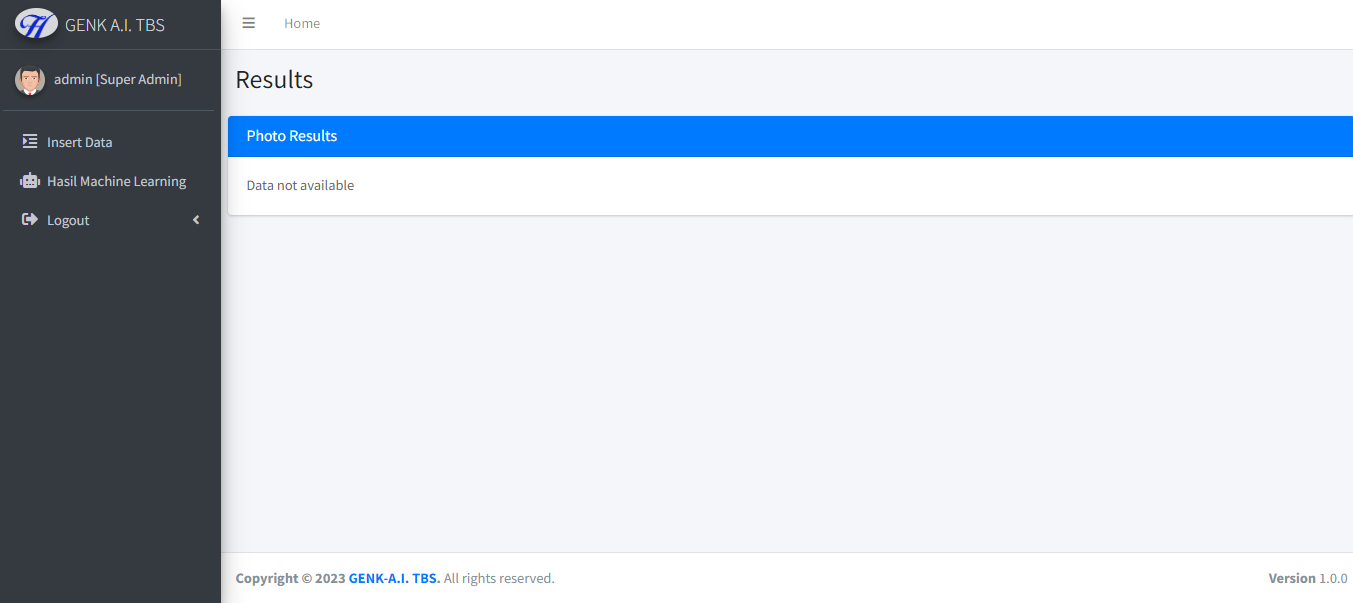 GENK A.I. TBS
Home
admin [Super Admin]
Insert Data
Hasil Machine Learning
Logout
Results
Photo Results
Data not available
Copyright © 2023 GENK-A.I. TBS. All rights reserved.
Version 1.0.0